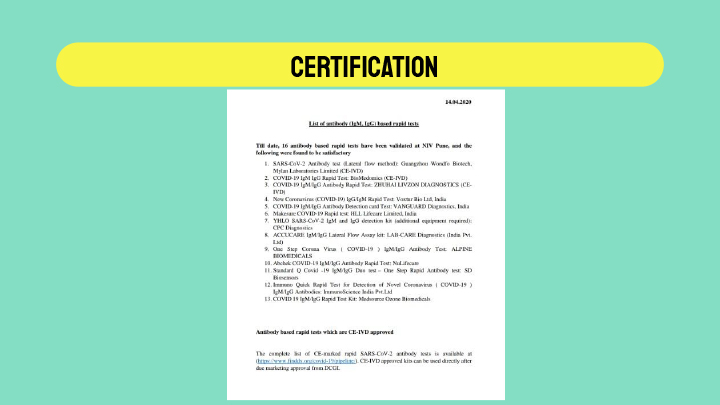 CERTIFICATION
14.04.2020
List of antibody (IgM, IgG) based rapid tests
Till date, 16 antibody based rapid tests have been validated at NIV Pune, and the
following were found to be satisfactory
1. SARS-CoV-2 Antibody test (Lateral flow method): Guangzhou Wondfo Biotech,
Mylan Laboratories Limited (CE-IVD)
2. COVID-19 IgM IgG Rapid Test: BioMedomics (CE-IVD)
3. COVID-19 IgM/IgG Antibody Rapid Test: ZHUHAI LIVZON DIAGNOSTICS (CE-
IVD)
4. New Coronavirus (COVID-19) IgG/IgM Rapid Test: Voxtur Bio Ltd, India
5. COVID-19 IgM/IgG Antibody Detection card Test: VANGUARD Diagnostics, India
6. Makesure COVID-19 Rapid test: HLL Lifecare Limited, India
7. YHLO SARS-CoV-2 IgM and IgG detection kit (additional equipment required):
CPC Diagnostics
8. ACCUCARE IgM/IgG Lateral Flow Assay kit: LAB-CARE Diagnostics (India Pvt.
Ltd)
9. One Step Corona Virus ( COVID-19 ) IgM/IgG Antibody Test: ALPINE
BIOMEDICALS
10. Abchek COVID-19 IgM/IgG Antibody Rapid Test: NuLifecare
11. Standard Q Covid -19 IgM/IgG Duo test – One Step Rapid Antibody test: SD
Biosensors
12. Immuno Quick Rapid Test for Detection of Novel Coronavirus ( COVID-19 )
IgM/IgG Antibodies: ImmunoScience India Pvt.Ltd
13. COVID 19 IgM/IgG Rapid Test Kit: Medsource Ozone Biomedicals
Antibody based rapid tests which are CE-IVD approved
The complete list of CE-marked rapid SARS-CoV-2 antibody tests is available at
(https://www.finddx.org/covid-19/pipeline/). CE-IVD approved kits can be used directly after
due marketing approval from DCGI.